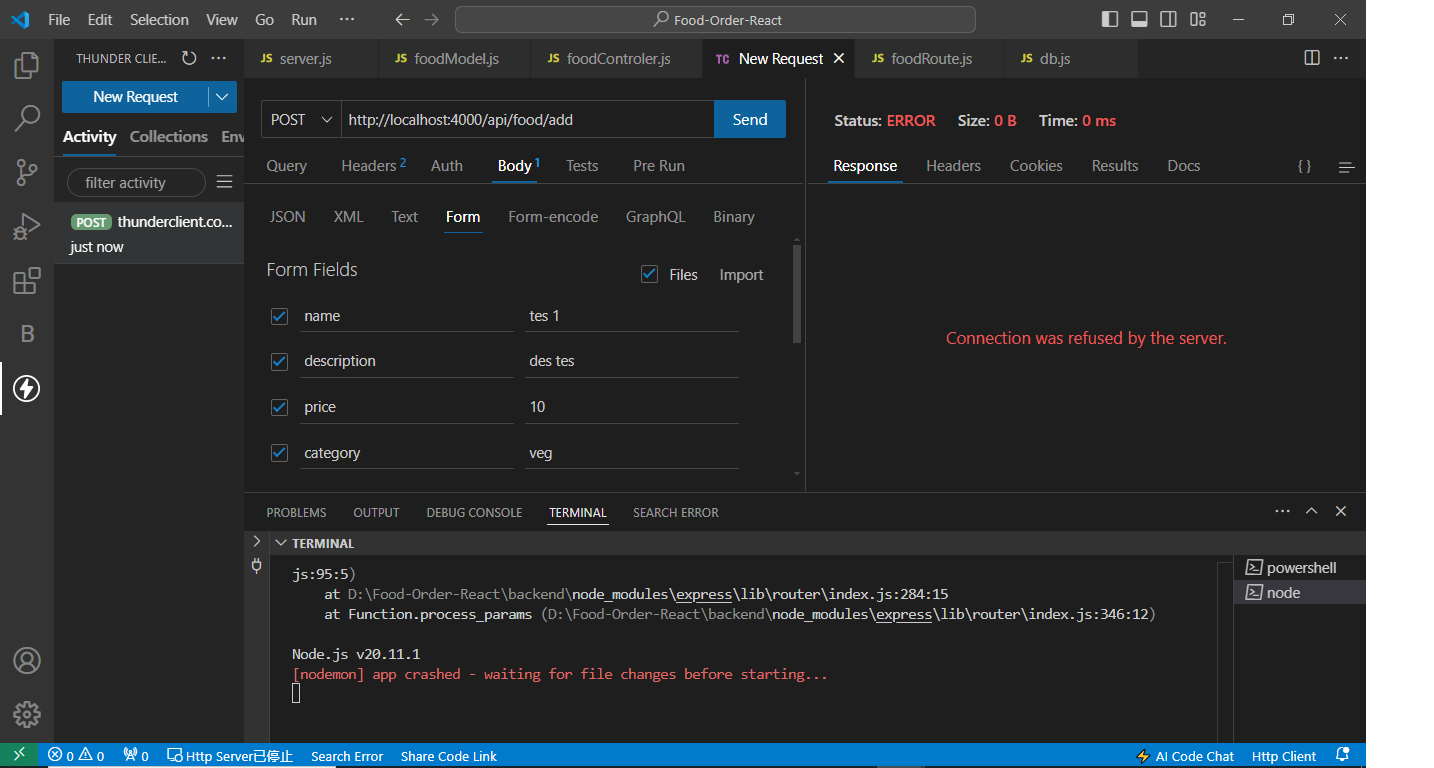 File Edit Selection View Go Run ··· Food-Order-React
THUNDER CLIE... ···
JS server.js JS foodModel.js JS foodControler.js TC New Request JS foodRoute.js JS db.js ···
New Request
Activity Collections Env
filter activity
POST thunderclient.co...
just now
B
POST http://localhost:4000/api/food/add Send
Query Headers 2 Auth Body 1 Tests Pre Run
JSON XML Text Form Form-encode GraphQL Binary
Form Fields Files Import
name tes 1
description des tes
price 10
category veg
Status: ERROR Size: 0 B Time: 0 ms
Response Headers Cookies Results Docs { }
Connection was refused by the server.
PROBLEMS OUTPUT DEBUG CONSOLE TERMINAL SEARCH ERROR ···
TERMINAL
js:95:5)
at D:\Food-Order-React\backend\node_modules\express\lib\router\index.js:284:15
at Function.process_params (D:\Food-Order-React\backend\node_modules\express\lib\router\index.js:346:12)
Node.js v20.11.1
[nodemon] app crashed - waiting for file changes before starting...
powershell
node
0 0 0 Http Server已停止 Search Error Share Code Link AI Code Chat Http Client